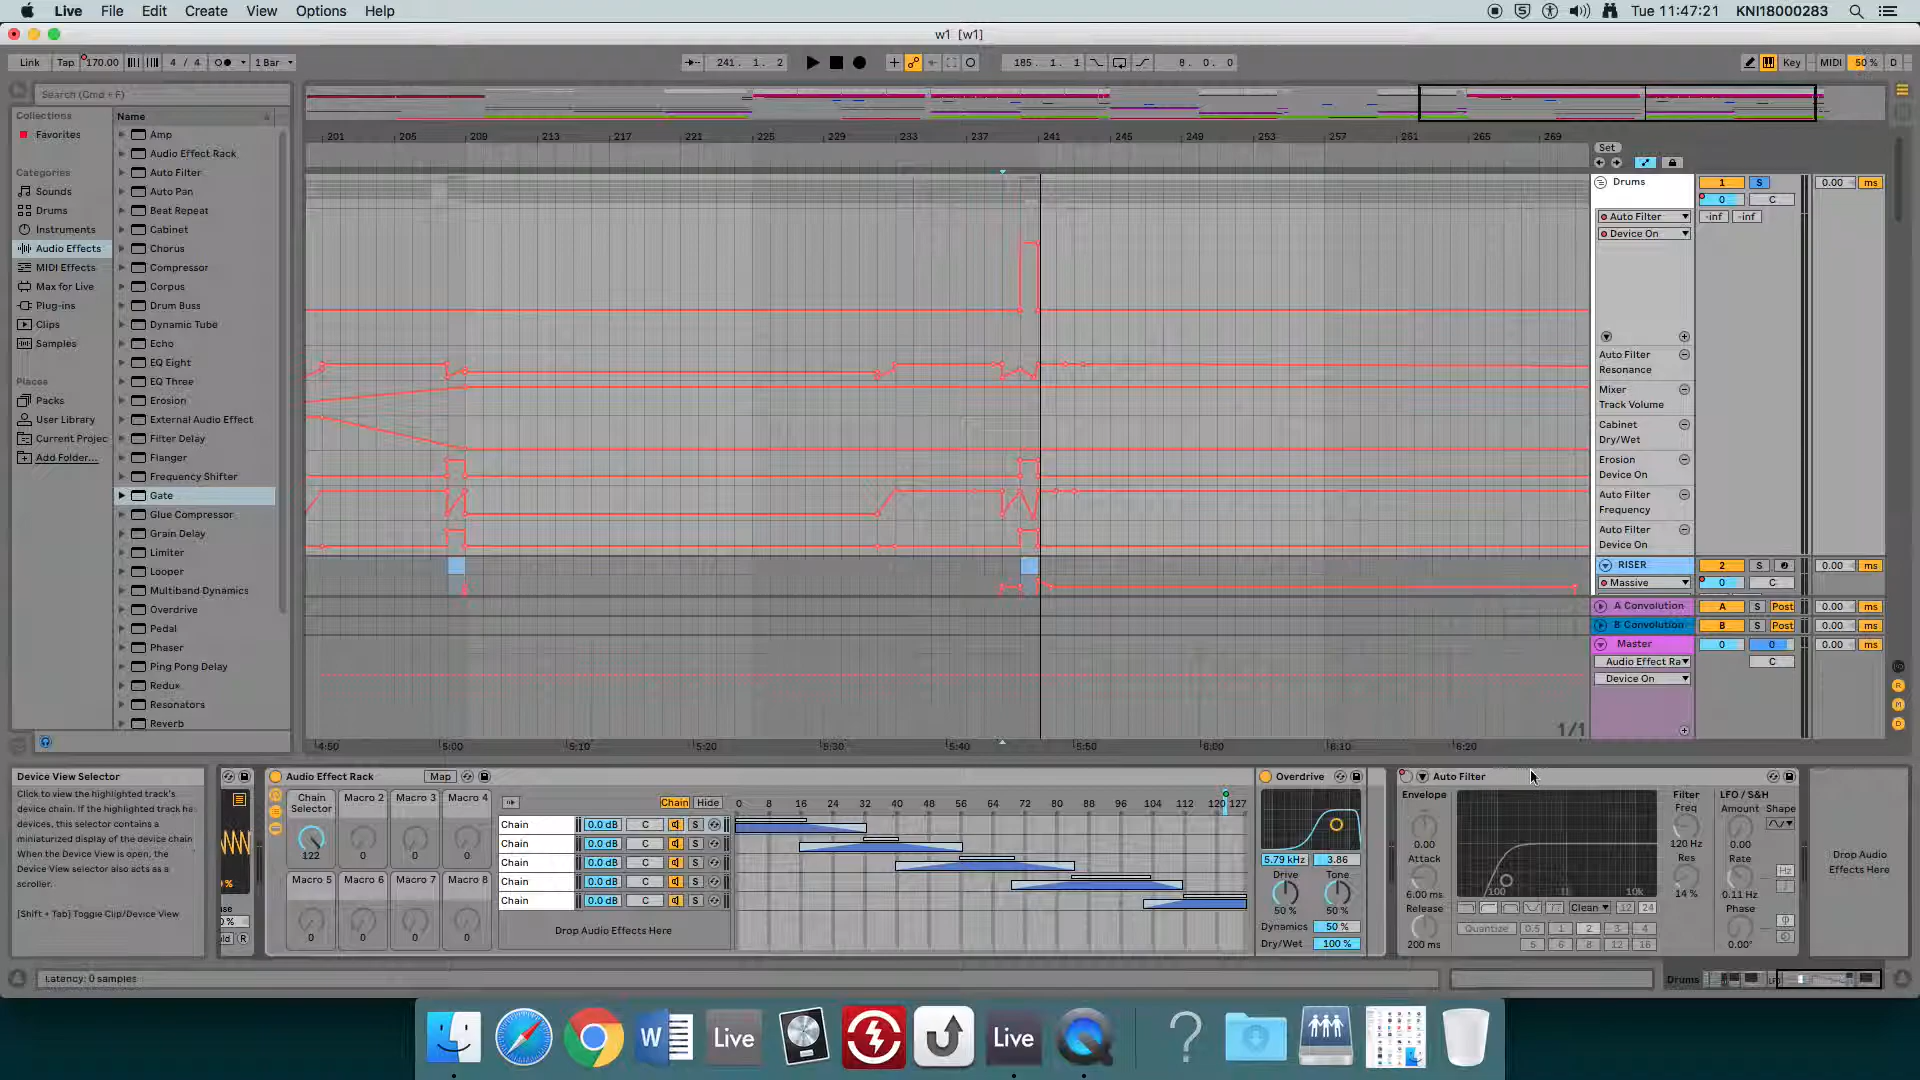 Live File Edit Create View Options Help
Tue 11:47:21 KNI18000283
w1 [w1]
Link Tap 170.00 4 / 4 1 Bar
241. 1. 2
185. 1. 1
8. 0. 0
Key MIDI 50 % D
Search (Cmd + F)
Collections
Favorites
Categories
Sounds
Drums
Instruments
Audio Effects
MIDI Effects
Max for Live
Plug-ins
Clips
Samples
Places
Packs
User Library
Current Projec
Add Folder...
Name
Amp
Audio Effect Rack
Auto Filter
Auto Pan
Beat Repeat
Cabinet
Chorus
Compressor
Corpus
Drum Buss
Dynamic Tube
Echo
EQ Eight
EQ Three
Erosion
External Audio Effect
Filter Delay
Flanger
Frequency Shifter
Gate
Glue Compressor
Grain Delay
Limiter
Looper
Multiband Dynamics
Overdrive
Pedal
Phaser
Ping Pong Delay
Redux
Resonators
Reverb
201 205 209 213 217 221 225 229 233 237 241 245 249 253 257 261 265 269
4:50 5:00 5:10 5:20 5:30 5:40 5:50 6:00 6:10 6:20
1/1
Set
Drums 1 S 0.00 ms
0 C
Auto Filter -inf -inf
Device On
Auto Filter
Resonance
Mixer
Track Volume
Cabinet
Dry/Wet
Erosion
Device On
Auto Filter
Frequency
Auto Filter
Device On
RISER 2 S 0.00 ms
Massive 0 C
A Convolution A S Post 0.00 ms
B Convolution B S Post 0.00 ms
Master 0 0 0.00 ms
Audio Effect Ra C
Device On
R
M
D
Device View Selector
Click to view the highlighted track's
device chain. If the highlighted track ha
devices, this selector contains a
miniaturized display of the device chain
When the Device View is open, the
Device View selector also acts as a
scroller.
[Shift + Tab] Toggle Clip/Device View
Audio Effect Rack Map
Chain Selector Macro 2 Macro 3 Macro 4
122 0 0 0
Macro 5 Macro 6 Macro 7 Macro 8
0 0 0 0
Chain Hide
0 8 16 24 32 40 48 56 64 72 80 88 96 104 112 120 127
Chain 0.0 dB C S
Chain 0.0 dB C S
Chain 0.0 dB C S
Chain 0.0 dB C S
Chain 0.0 dB C S
Drop Audio Effects Here
Overdrive
5.79 kHz 3.86
Drive Tone
50 % 50 %
Dynamics 50 %
Dry/Wet 100 %
Auto Filter
Envelope
0.00
Attack
6.00 ms
Release
200 ms
100 10k
Clean 12 24
Quantize 0.5 1 2 3 4
5 6 8 12 16
Filter
Freq
120 Hz
Res
14 %
LFO / S&H
Amount Shape
0.00
Rate
0.11 Hz
Hz
Phase
0.00°
Drop Audio
Effects Here
Latency: 0 samples
Drums
Live
Live